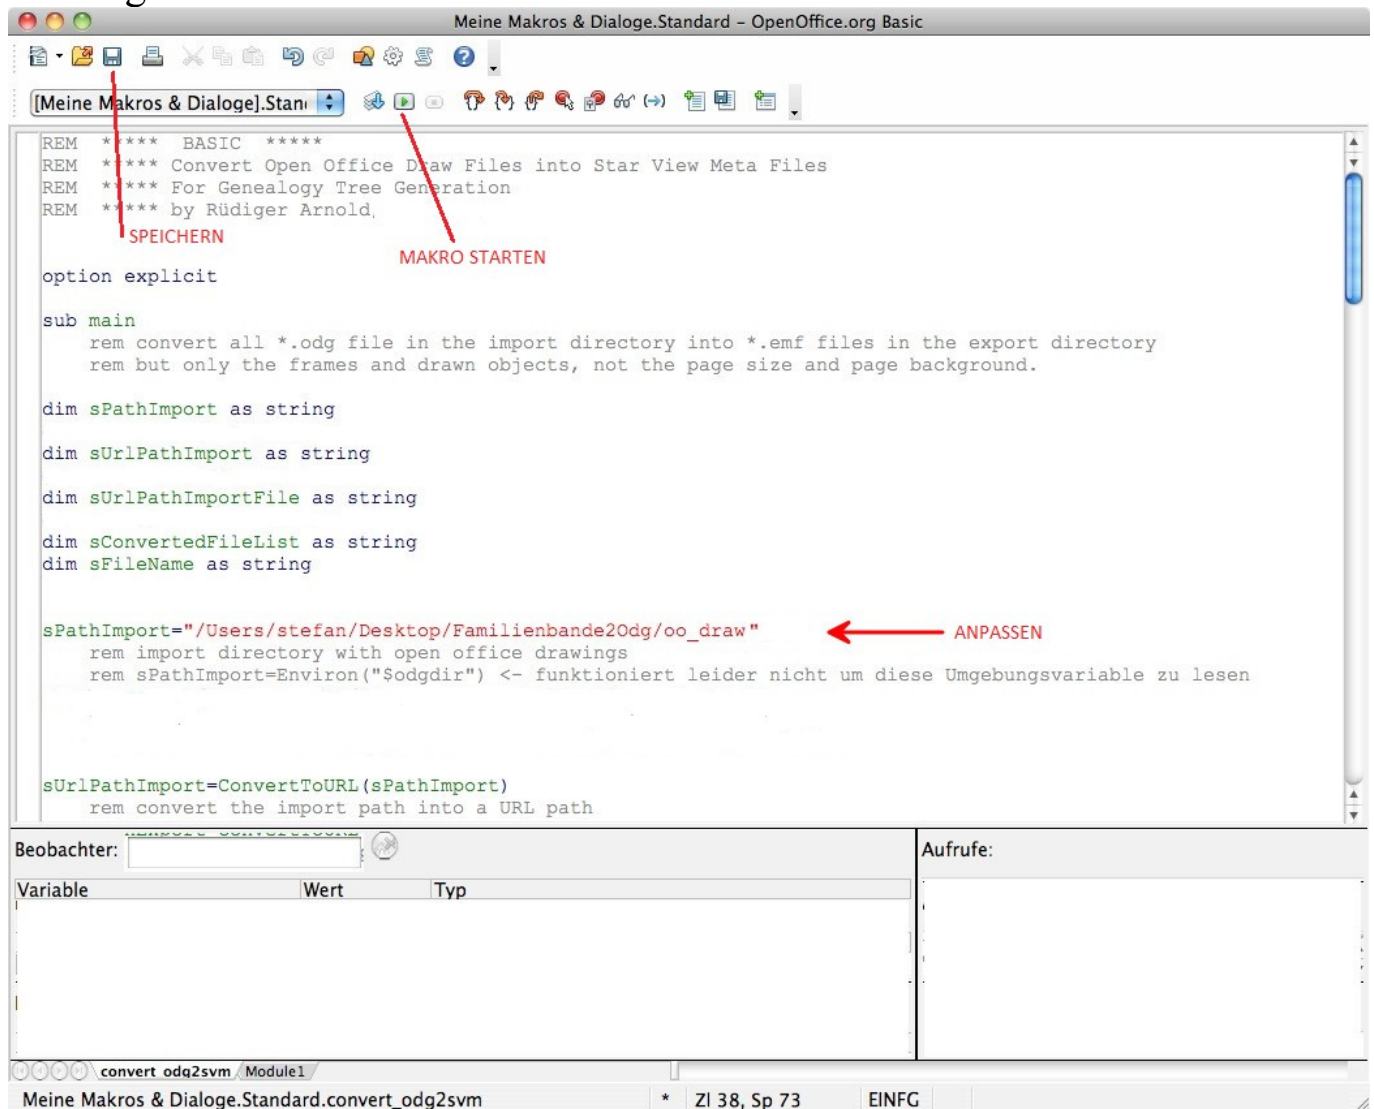 Meine Makros & Dialoge.Standard – OpenOffice.org Basic
[Meine Makros & Dialoge].Stan
REM  *****  BASIC  *****
REM  ***** Convert Open Office Draw Files into Star View Meta Files
REM  ***** For Genealogy Tree Generation
REM  ***** by Rüdiger Arnold
SPEICHERN
MAKRO STARTEN
option explicit
sub main
rem convert all *.odg file in the import directory into *.emf files in the export directory
rem but only the frames and drawn objects, not the page size and page background.
dim sPathImport as string
dim sUrlPathImport as string
dim sUrlPathImportFile as string
dim sConvertedFileList as string
dim sFileName as string
sPathImport="/Users/stefan/Desktop/Familienbande2Odg/oo_draw" ANPASSEN
rem import directory with open office drawings
rem sPathImport=Environ("$odgdir") <- funktioniert leider nicht um diese Umgebungsvariable zu lesen
sUrlPathImport=ConvertToURL(sPathImport)
rem convert the import path into a URL path
Beobachter: Aufrufe:
Variable Wert Typ
convert_odg2svm Module1
Meine Makros & Dialoge.Standard.convert_odg2svm * Zl 38, Sp 73 EINFG